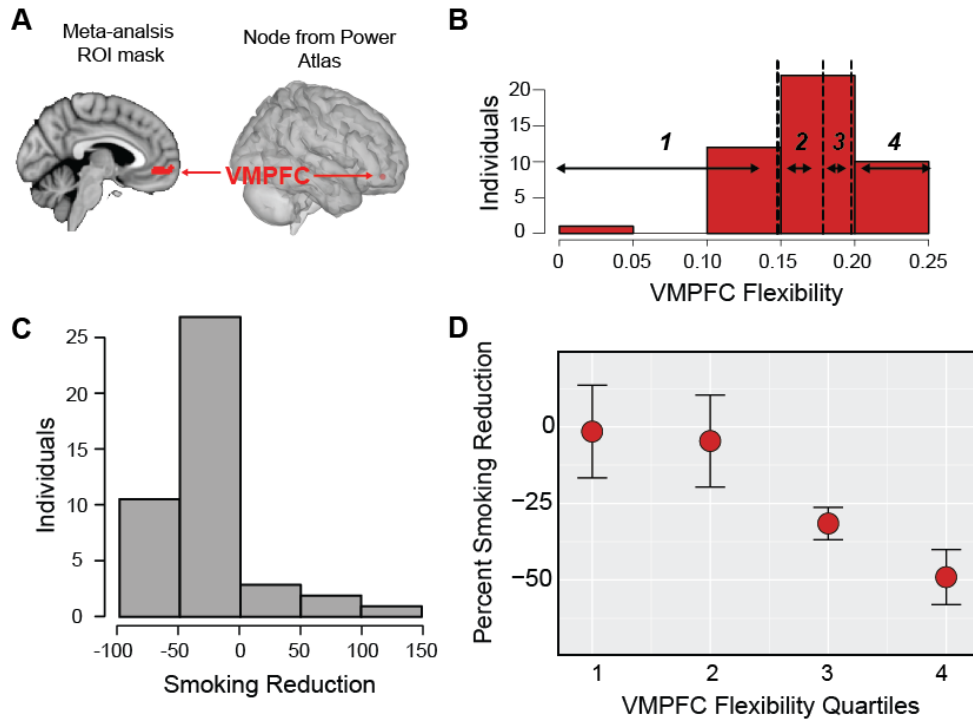 A
Meta-analsis
ROI mask
Node from Power
Atlas
VMPFC
B
Individuals
20
15
10
5
0
1
2
3
4
0
0.05
0.10
0.15
0.20
0.25
VMPFC Flexibility
C
Individuals
25
20
15
10
5
0
-100
-50
0
50
100
150
Smoking Reduction
D
Percent Smoking Reduction
0
−25
−50
1
2
3
4
VMPFC Flexibility Quartiles